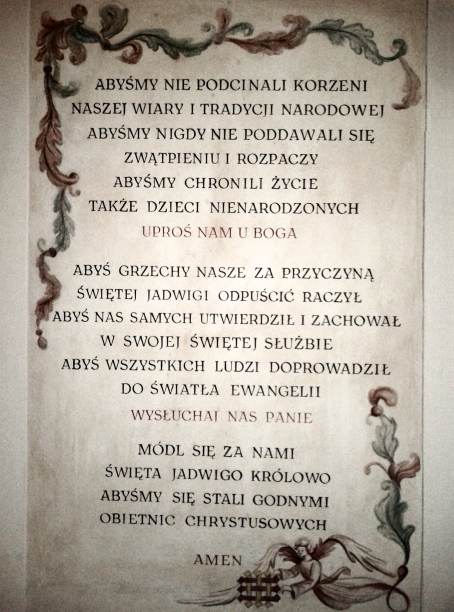 ABYŚMY NIE PODCINALI KORZENI
NASZEJ WIARY I TRADYCJI NARODOWEJ
ABYŚMY NIGDY NIE PODDAWALI SIĘ
ZWĄTPIENIU I ROZPACZY
ABYŚMY CHRONILI ŻYCIE
TAKŻE DZIECI NIENARODZONYCH
UPROŚ NAM U BOGA
ABYŚ GRZECHY NASZE ZA PRZYCZYNĄ
ŚWIĘTEJ JADWIGI ODPUŚCIĆ RACZYŁ
ABYŚ NAS SAMYCH UTWIERDZIŁ I ZACHOWAŁ
W SWOJEJ ŚWIĘTEJ SŁUŻBIE
ABYŚ WSZYSTKICH LUDZI DOPROWADZIŁ
DO ŚWIATŁA EWANGELII
WYSŁUCHAJ NAS PANIE
MÓDL SIĘ ZA NAMI
ŚWIĘTA JADWIGO KRÓLOWO
ABYŚMY SIĘ STALI GODNYMI
OBIETNIC CHRYSTUSOWYCH
AMEN